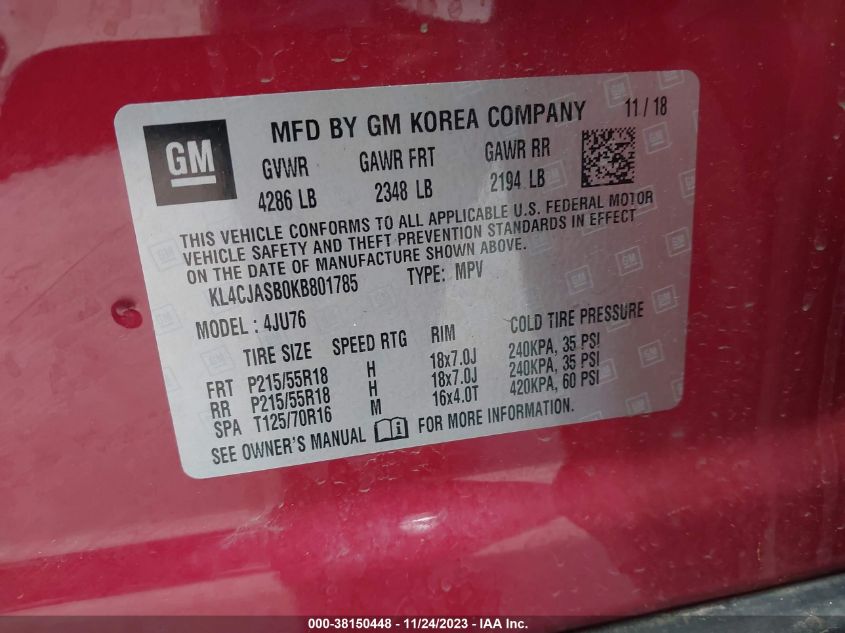 GM
MFD BY GM KOREA COMPANY 11 / 18
GVWR GAWR FRT GAWR RR
4286 LB 2348 LB 2194 LB
THIS VEHICLE CONFORMS TO ALL APPLICABLE U.S. FEDERAL MOTOR
VEHICLE SAFETY AND THEFT PREVENTION STANDARDS IN EFFECT
ON THE DATE OF MANUFACTURE SHOWN ABOVE.
KL4CJASB0KB801785 TYPE: MPV
MODEL : 4JU76
TIRE SIZE SPEED RTG RIM COLD TIRE PRESSURE
FRT P215/55R18 H 18x7.0J 240KPA, 35 PSI
RR P215/55R18 H 18x7.0J 240KPA, 35 PSI
SPA T125/70R16 M 16x4.0T 420KPA, 60 PSI
SEE OWNER'S MANUAL i FOR MORE INFORMATION.
000-38150448 - 11/24/2023 - IAA Inc.